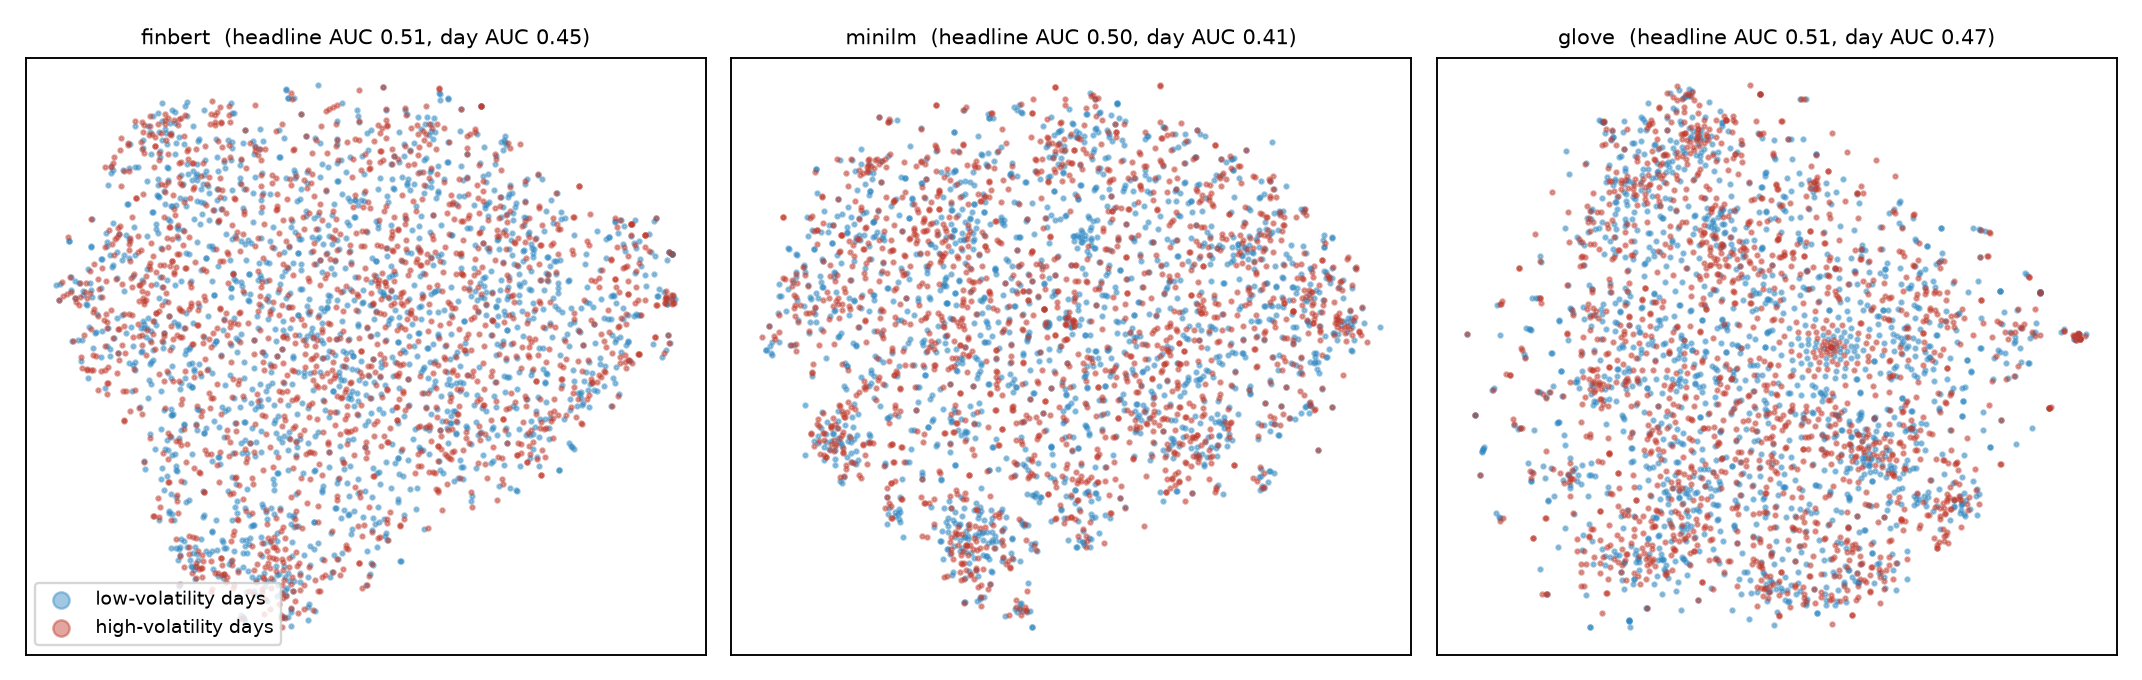 finbert (headline AUC 0.51, day AUC 0.45)
minilm (headline AUC 0.50, day AUC 0.41)
glove (headline AUC 0.51, day AUC 0.47)
low-volatility days
high-volatility days